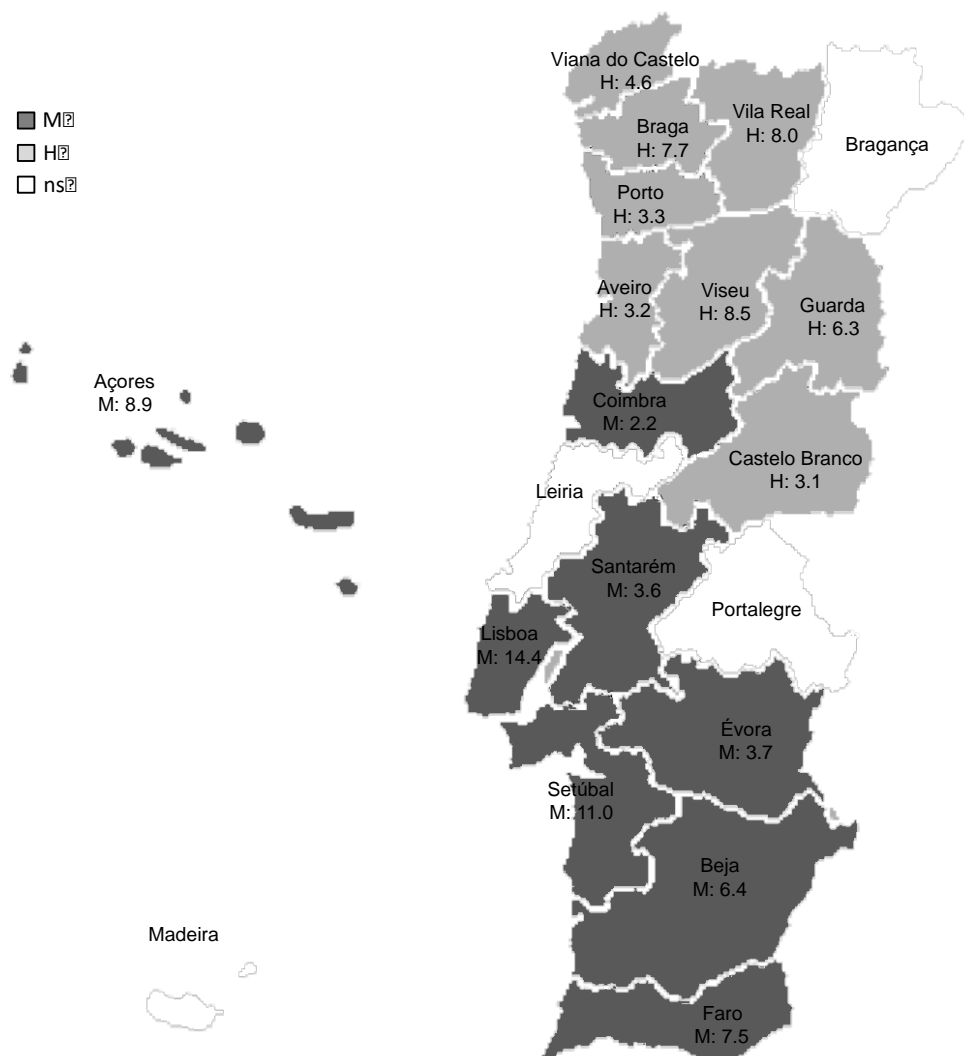 Viana do Castelo
H: 4.6
M
H
ns
Braga
H: 7.7
Vila Real
H: 8.0
Bragança
Porto
H: 3.3
Aveiro
H: 3.2
Viseu
H: 8.5
Guarda
H: 6.3
Açores
M: 8.9
Coimbra
M: 2.2
Castelo Branco
H: 3.1
Leiria
Santarém
M: 3.6
Portalegre
Lisboa
M: 14.4
Évora
M: 3.7
Setúbal
M: 11.0
Beja
M: 6.4
Madeira
Faro
M: 7.5